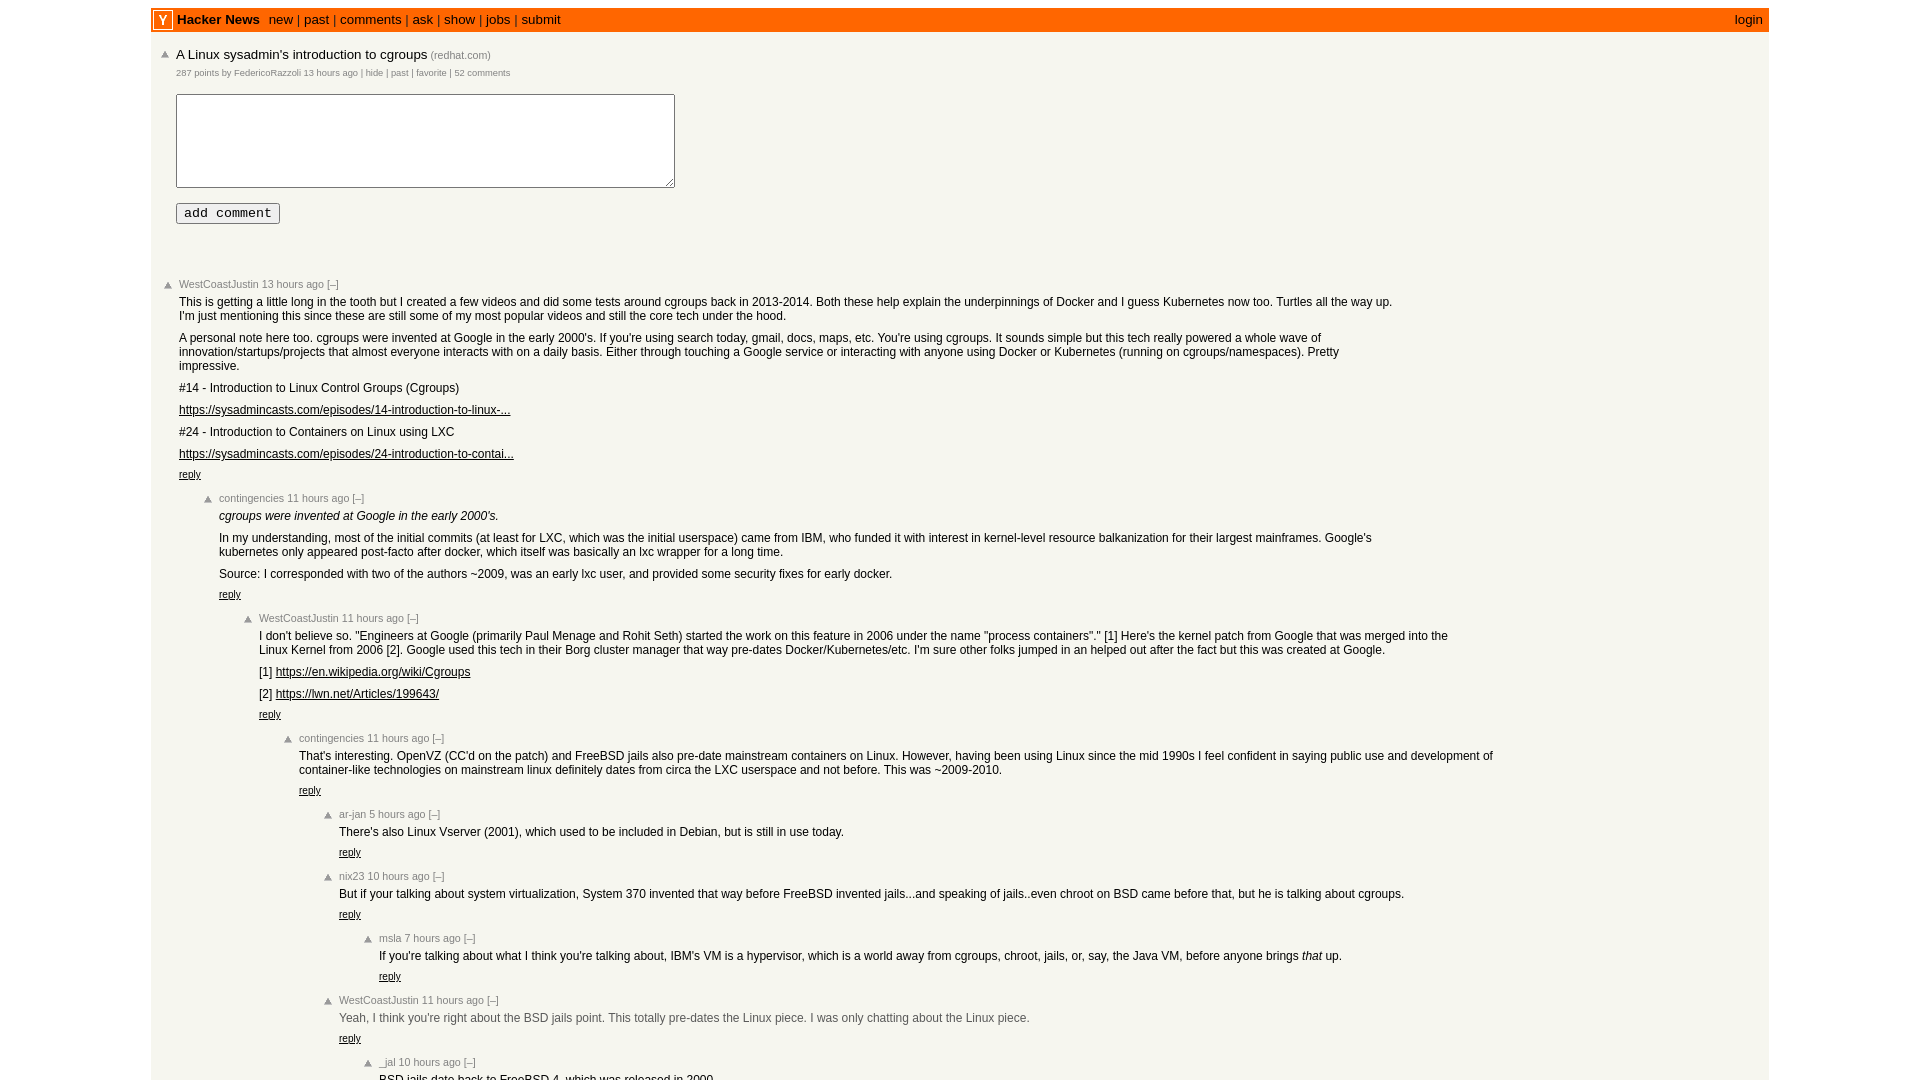 Y Hacker News new | past | comments | ask | show | jobs | submit login
A Linux sysadmin's introduction to cgroups (redhat.com)
287 points by FedericoRazzoli 13 hours ago | hide | past | favorite | 52 comments
add comment
WestCoastJustin 13 hours ago [–]
This is getting a little long in the tooth but I created a few videos and did some tests around cgroups back in 2013-2014. Both these help explain the underpinnings of Docker and I guess Kubernetes now too. Turtles all the way up.
I'm just mentioning this since these are still some of my most popular videos and still the core tech under the hood.
A personal note here too. cgroups were invented at Google in the early 2000's. If you're using search today, gmail, docs, maps, etc. You're using cgroups. It sounds simple but this tech really powered a whole wave of
innovation/startups/projects that almost everyone interacts with on a daily basis. Either through touching a Google service or interacting with anyone using Docker or Kubernetes (running on cgroups/namespaces). Pretty
impressive.
#14 - Introduction to Linux Control Groups (Cgroups)
https://sysadmincasts.com/episodes/14-introduction-to-linux-...
#24 - Introduction to Containers on Linux using LXC
https://sysadmincasts.com/episodes/24-introduction-to-contai...
reply
contingencies 11 hours ago [–]
cgroups were invented at Google in the early 2000's.
In my understanding, most of the initial commits (at least for LXC, which was the initial userspace) came from IBM, who funded it with interest in kernel-level resource balkanization for their largest mainframes. Google's
kubernetes only appeared post-facto after docker, which itself was basically an lxc wrapper for a long time.
Source: I corresponded with two of the authors ~2009, was an early lxc user, and provided some security fixes for early docker.
reply
WestCoastJustin 11 hours ago [–]
I don't believe so. "Engineers at Google (primarily Paul Menage and Rohit Seth) started the work on this feature in 2006 under the name "process containers"." [1] Here's the kernel patch from Google that was merged into the
Linux Kernel from 2006 [2]. Google used this tech in their Borg cluster manager that way pre-dates Docker/Kubernetes/etc. I'm sure other folks jumped in an helped out after the fact but this was created at Google.
[1] https://en.wikipedia.org/wiki/Cgroups
[2] https://lwn.net/Articles/199643/
reply
contingencies 11 hours ago [–]
That's interesting. OpenVZ (CC'd on the patch) and FreeBSD jails also pre-date mainstream containers on Linux. However, having been using Linux since the mid 1990s I feel confident in saying public use and development of
container-like technologies on mainstream linux definitely dates from circa the LXC userspace and not before. This was ~2009-2010.
reply
ar-jan 5 hours ago [–]
There's also Linux Vserver (2001), which used to be included in Debian, but is still in use today.
reply
nix23 10 hours ago [–]
But if your talking about system virtualization, System 370 invented that way before FreeBSD invented jails...and speaking of jails..even chroot on BSD came before that, but he is talking about cgroups.
reply
msla 7 hours ago [–]
If you're talking about what I think you're talking about, IBM's VM is a hypervisor, which is a world away from cgroups, chroot, jails, or, say, the Java VM, before anyone brings that up.
reply
WestCoastJustin 11 hours ago [–]
Yeah, I think you're right about the BSD jails point. This totally pre-dates the Linux piece. I was only chatting about the Linux piece.
reply
_jal 10 hours ago [–]
BSD jails date back to FreeBSD 4, which was released in 2000.